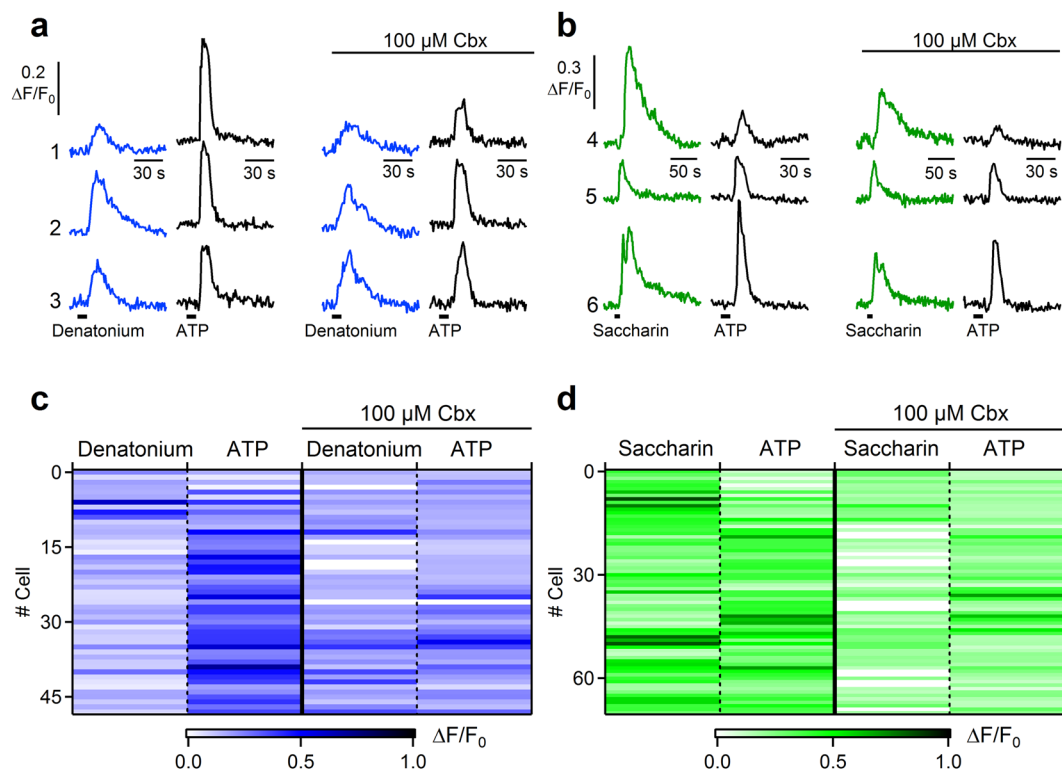 a
100 µM Cbx
0.2
ΔF/F0
1
30 s
30 s
30 s
30 s
2
3
Denatonium
ATP
Denatonium
ATP
b
100 µM Cbx
0.3
ΔF/F0
4
50 s
30 s
50 s
30 s
5
6
Saccharin
ATP
Saccharin
ATP
c
100 µM Cbx
Denatonium
ATP
Denatonium
ATP
0
15
30
45
# Cell
0.0
0.5
1.0
ΔF/F0
d
100 µM Cbx
Saccharin
ATP
Saccharin
ATP
0
30
60
# Cell
0.0
0.5
1.0
ΔF/F0